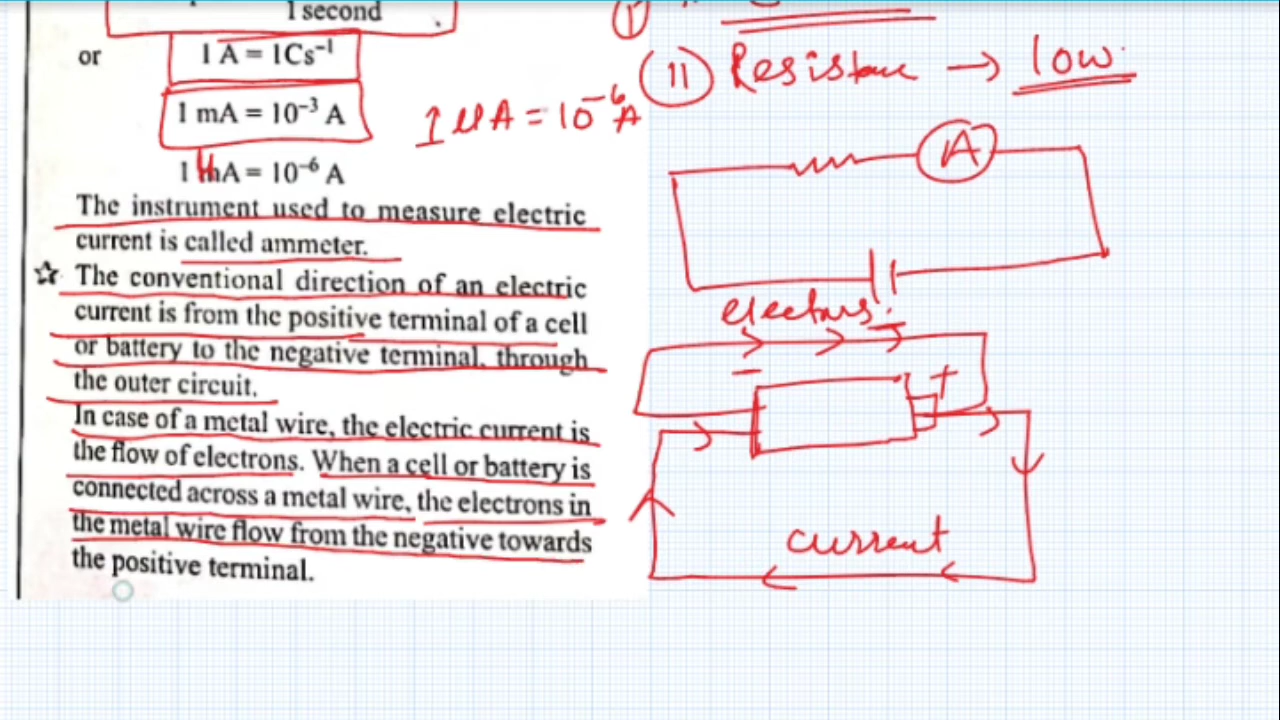 1 second
or
1 A = 1Cs⁻¹
1 mA = 10⁻³ A
1 μA = 10⁻⁶ A
1 μA = 10⁻⁶ A
The instrument used to measure electric
current is called ammeter.
☆ The conventional direction of an electric
current is from the positive terminal of a cell
or battery to the negative terminal, through
the outer circuit.
In case of a metal wire, the electric current is
the flow of electrons. When a cell or battery is
connected across a metal wire, the electrons in
the metal wire flow from the negative towards
the positive terminal.
(I)
(II) Resistance → low
A
− +
current